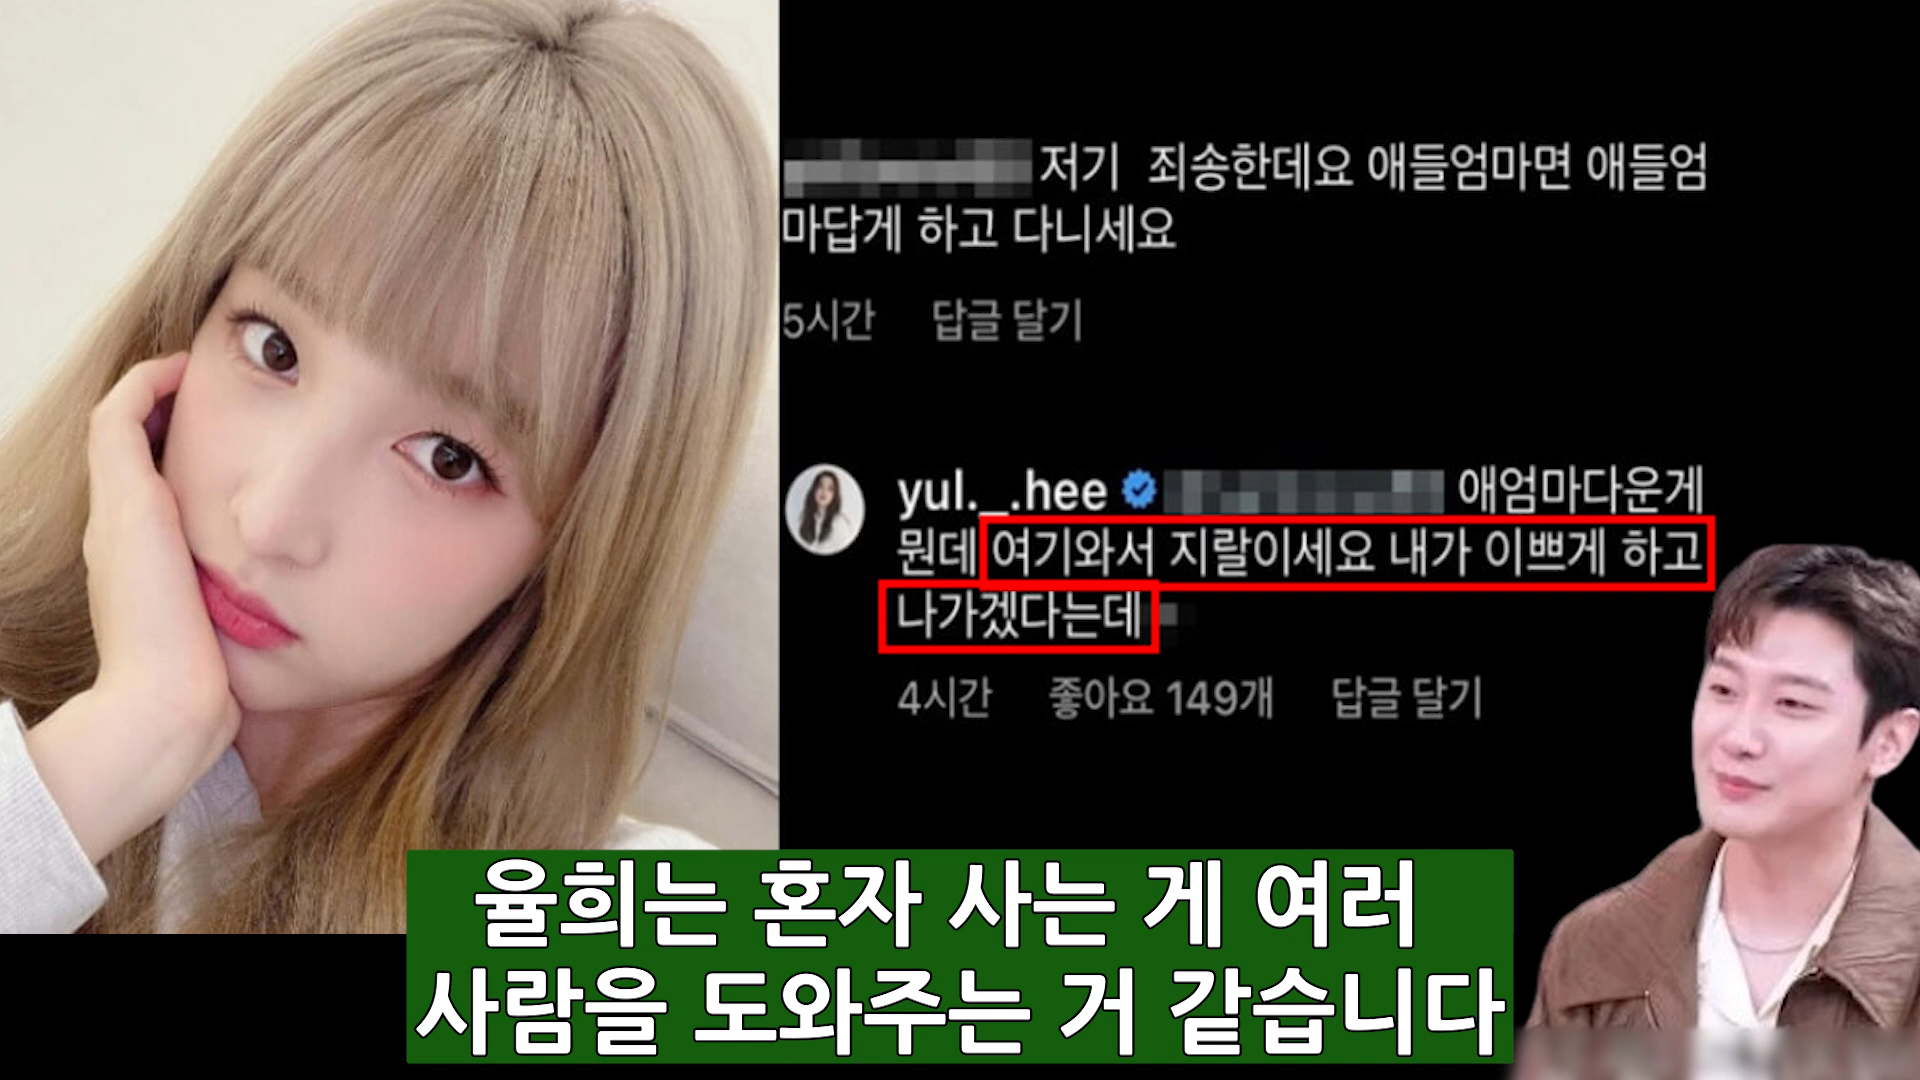 저기 죄송한데요 애들엄마면 애들엄
마답게 하고 다니세요
5시간 답글 달기
yul._.hee 애엄마다운게
뭔데 여기와서 지랄이세요 내가 이쁘게 하고
나가겠다는데
4시간 좋아요 149개 답글 달기
율희는 혼자 사는 게 여러
사람을 도와주는 거 같습니다